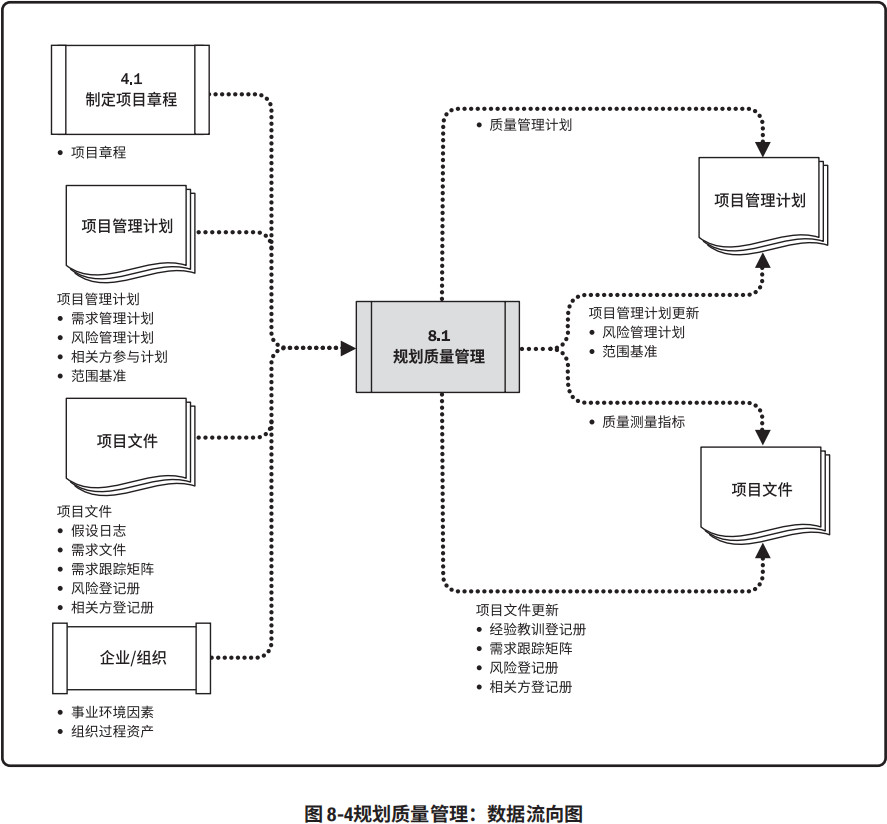 4.1
制定项目章程
• 项目章程
项目管理计划
项目管理计划
• 需求管理计划
• 风险管理计划
• 相关方参与计划
• 范围基准
项目文件
项目文件
• 假设日志
• 需求文件
• 需求跟踪矩阵
• 风险登记册
• 相关方登记册
企业/组织
• 事业环境因素
• 组织过程资产
8.1
规划质量管理
• 质量管理计划
项目管理计划
项目管理计划更新
• 风险管理计划
• 范围基准
• 质量测量指标
项目文件
项目文件更新
• 经验教训登记册
• 需求跟踪矩阵
• 风险登记册
• 相关方登记册
图 8-4规划质量管理：数据流向图